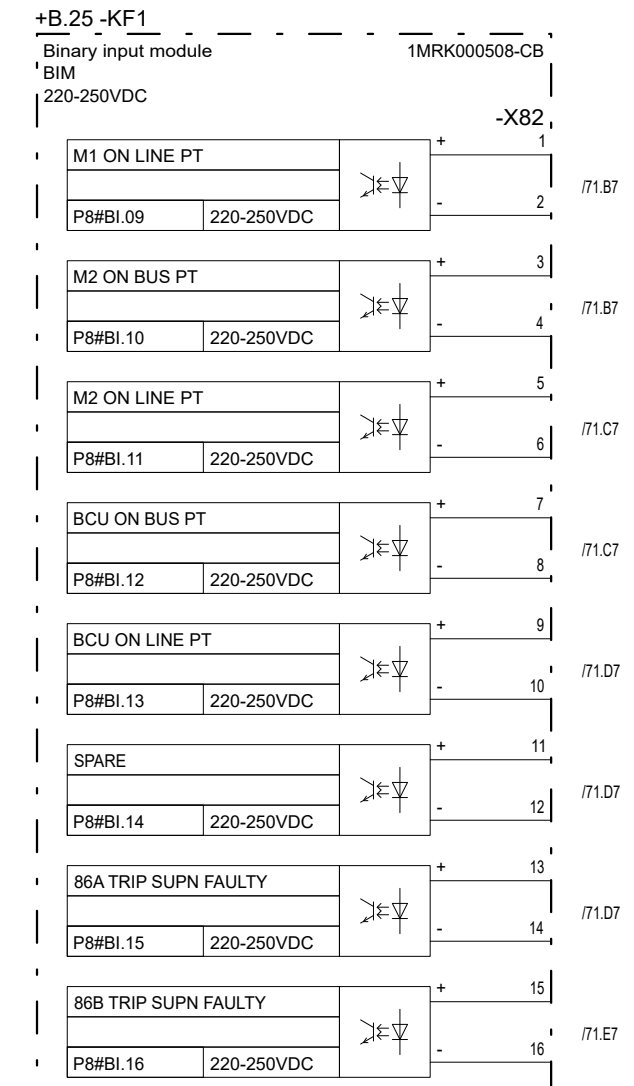 +B.25 -KF1
Binary input module 1MRK000508-CB
BIM
220-250VDC
-X82
M1 ON LINE PT + 1
/71.B7
P8#BI.09 220-250VDC - 2
M2 ON BUS PT + 3
/71.B7
P8#BI.10 220-250VDC - 4
M2 ON LINE PT + 5
/71.C7
P8#BI.11 220-250VDC - 6
BCU ON BUS PT + 7
/71.C7
P8#BI.12 220-250VDC - 8
BCU ON LINE PT + 9
/71.D7
P8#BI.13 220-250VDC - 10
SPARE + 11
/71.D7
P8#BI.14 220-250VDC - 12
86A TRIP SUPN FAULTY + 13
/71.D7
P8#BI.15 220-250VDC - 14
86B TRIP SUPN FAULTY + 15
/71.E7
P8#BI.16 220-250VDC - 16